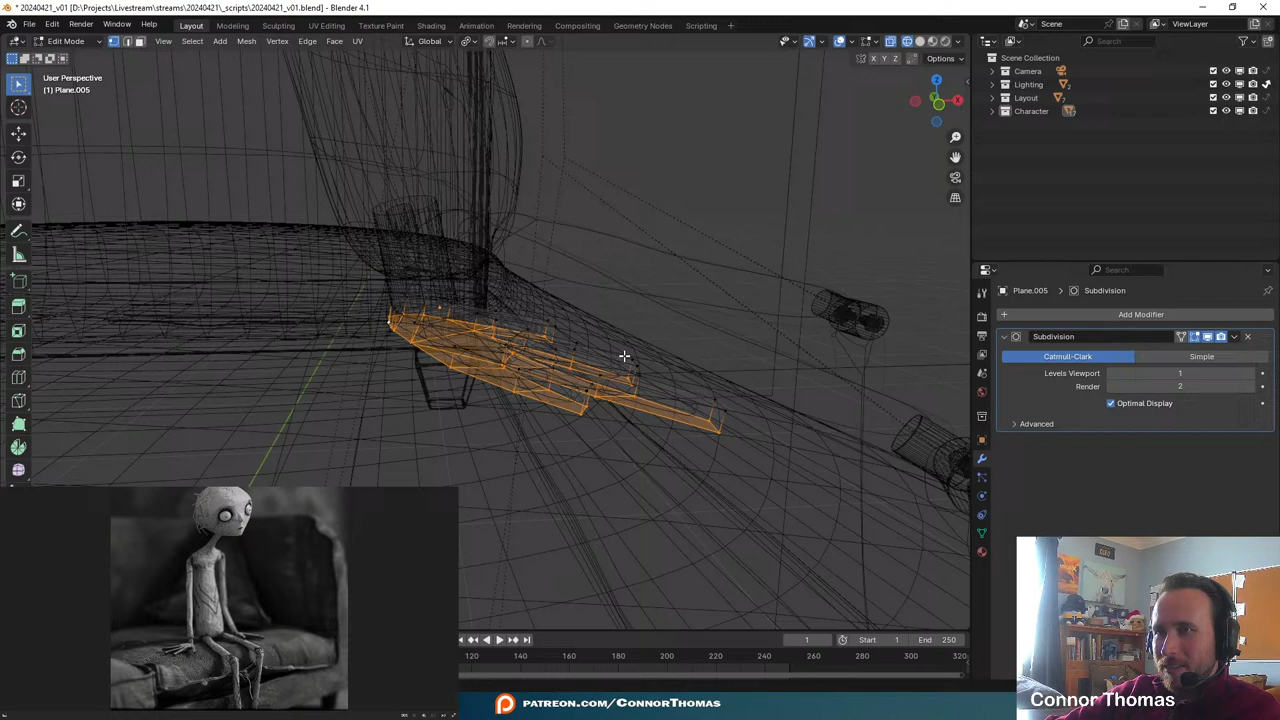 * 20240421_v01 [D:\Projects\Livestream\streams\20240421\_scripts\20240421_v01.blend] - Blender 4.1
File Edit Render Window Help Layout Modeling Sculpting UV Editing Texture Paint Shading Animation Rendering Compositing Geometry Nodes Scripting + Scene ViewLayer
Edit Mode View Select Add Mesh Vertex Edge Face UV Global Search
X Y Z Options
User Perspective
(1) Plane.005
Z
X
Y
Scene Collection
Camera
Lighting 2
Layout
Character
Search
Plane.005 > Subdivision
+ Add Modifier
Subdivision
Catmull-Clark Simple
Levels Viewport 1
Render 2
Optimal Display
Advanced
1 Start 1 End 250
120 140 160 180 200 220 240 260 280 300 320
PATREON.COM/CONNORTHOMAS
Connor Thomas